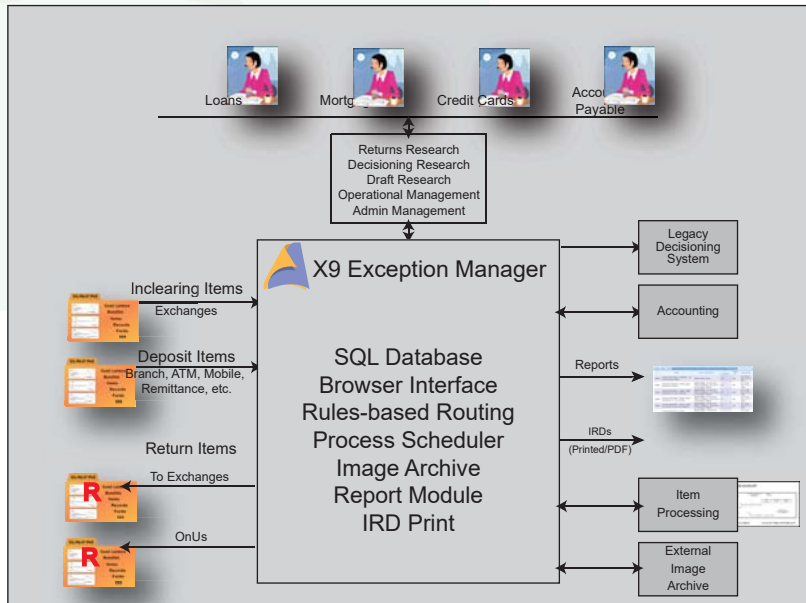 Loans
Credit Cards
Payable
Returns Research
Decisioning Research
Draft Research
Operational Management
Admin Management
X9 Exception Manager
SQL Database
Browser Interface
Rules-based Routing
Process Scheduler
Image Archive
Report Module
IRD Print
Inclearing Items
Exchanges
Deposit Items
Branch, ATM, Mobile,
Remittance, etc.
Return Items
To Exchanges
R
OnUs
R
Legacy
Decisioning
System
Accounting
Reports
IRDs
(Printed/PDF)
Item
Processing
External
Image
Archive